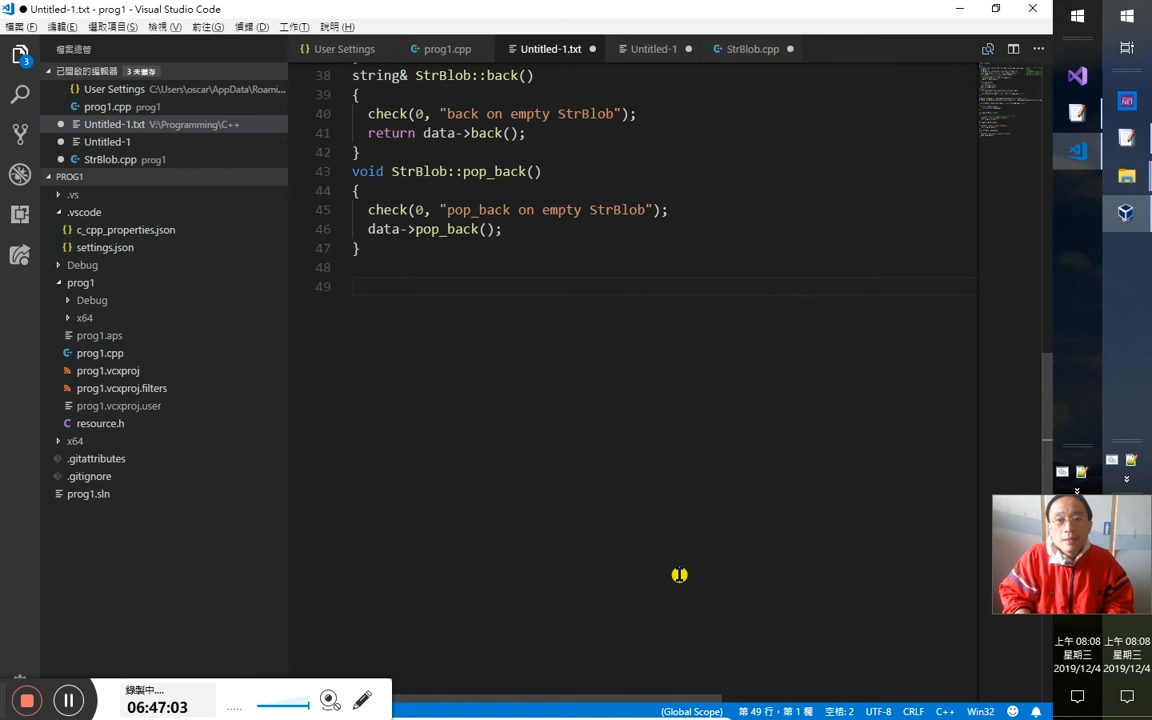 Untitled-1.txt - prog1 - Visual Studio Code
檔案 (F) 編輯(E) 選取項目(S) 檢視 (V) 前往(G) 偵錯(D) 工作(T) 說明 (H)
檔案總管
已開啟的編輯器 3 未儲存
User Settings C:\Users\oscar\AppData\Roami...
prog1.cpp prog1
Untitled-1.txt V:\Programming\C++
Untitled-1
StrBlob.cpp prog1
PROG1
.vs
.vscode
c_cpp_properties.json
settings.json
Debug
prog1
Debug
x64
prog1.aps
prog1.cpp
prog1.vcxproj
prog1.vcxproj.filters
prog1.vcxproj.user
resource.h
x64
.gitattributes
.gitignore
prog1.sln
3
User Settings prog1.cpp Untitled-1.txt Untitled-1 StrBlob.cpp
38 string& StrBlob::back()
39 {
40 check(0, "back on empty StrBlob");
41 return data->back();
42 }
43 void StrBlob::pop_back()
44 {
45 check(0, "pop_back on empty StrBlob");
46 data->pop_back();
47 }
48
49
錄製中....
06:47:03
(Global Scope) 第 49 行，第 1 欄 空格: 2 UTF-8 CRLF C++ Win32
上午 08:08 上午 08:08
星期三 星期三
2019/12/4 2019/12/4